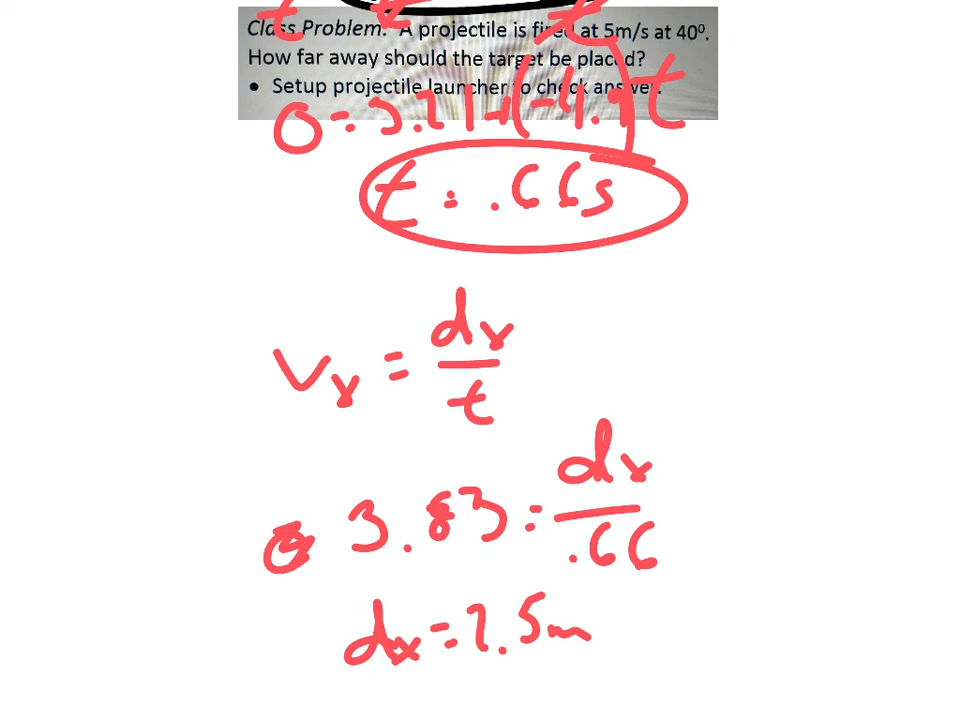 Class Problem: A projectile is fired at 5m/s at 40º.
How far away should the target be placed?
• Setup projectile launcher to check answer.
0 = 3.21 + (-4.9)t
t = .66s
Vx = dx / t
3.83 = dx / .66
dx = 2.5m